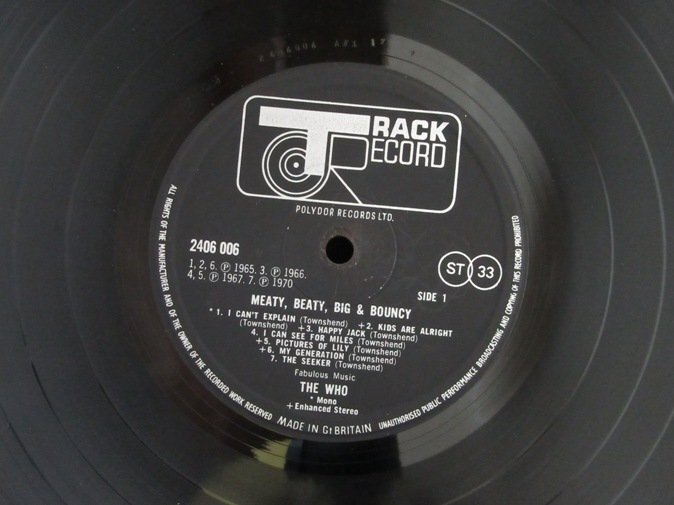 2406006 A∦1
TRACK
RECORD
POLYDOR RECORDS LTD.
2406 006
1, 2, 6. ℗ 1965. 3. ℗ 1966.
4, 5. ℗ 1967. 7. ℗ 1970
ST 33
SIDE 1
MEATY, BEATY, BIG & BOUNCY
* 1. I CAN'T EXPLAIN (Townshend) +2. KIDS ARE ALRIGHT
(Townshend) +3. HAPPY JACK (Townshend)
4. I CAN SEE FOR MILES (Townshend)
+5. PICTURES OF LILY (Townshend)
+6. MY GENERATION (Townshend)
7. THE SEEKER (Townshend)
Fabulous Music
THE WHO
* Mono
+Enhanced Stereo
ALL RIGHTS OF THE MANUFACTURER AND OF THE OWNER OF THE RECORDED WORK RESERVED
MADE IN Gt BRITAIN
UNAUTHORISED PUBLIC PERFORMANCE BROADCASTING AND COPYING OF THIS RECORD PROHIBITED